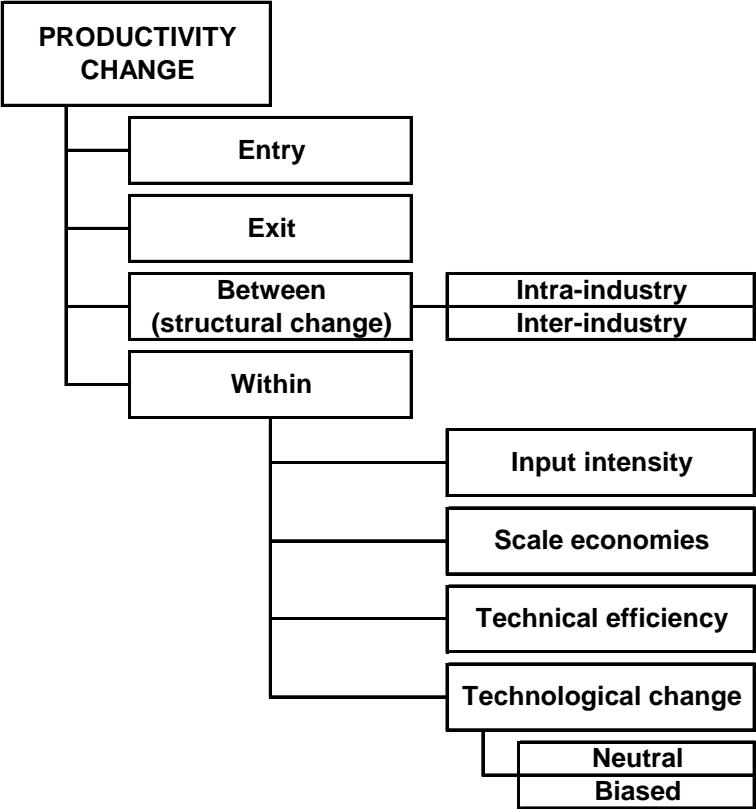 PRODUCTIVITY
CHANGE
Entry
Exit
Between
(structural change)
Intra-industry
Inter-industry
Within
Input intensity
Scale economies
Technical efficiency
Technological change
Neutral
Biased